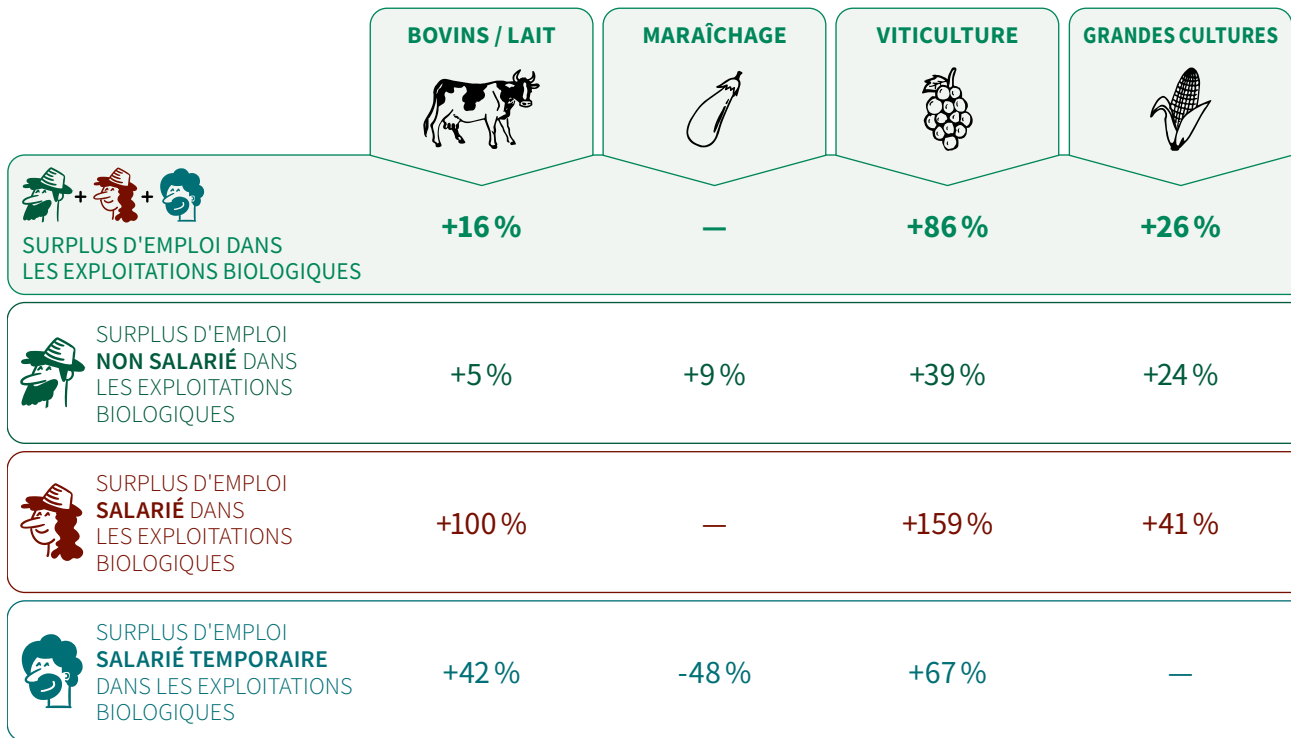 BOVINS / LAIT
MARAÎCHAGE
VITICULTURE
GRANDES CULTURES
+ +
SURPLUS D'EMPLOI DANS
LES EXPLOITATIONS BIOLOGIQUES
+16 % — +86 % +26 %
SURPLUS D'EMPLOI
NON SALARIÉ DANS
LES EXPLOITATIONS
BIOLOGIQUES
+5 % +9 % +39 % +24 %
SURPLUS D'EMPLOI
SALARIÉ DANS
LES EXPLOITATIONS
BIOLOGIQUES
+100 % — +159 % +41 %
SURPLUS D'EMPLOI
SALARIÉ TEMPORAIRE
DANS LES EXPLOITATIONS
BIOLOGIQUES
+42 % -48 % +67 % —